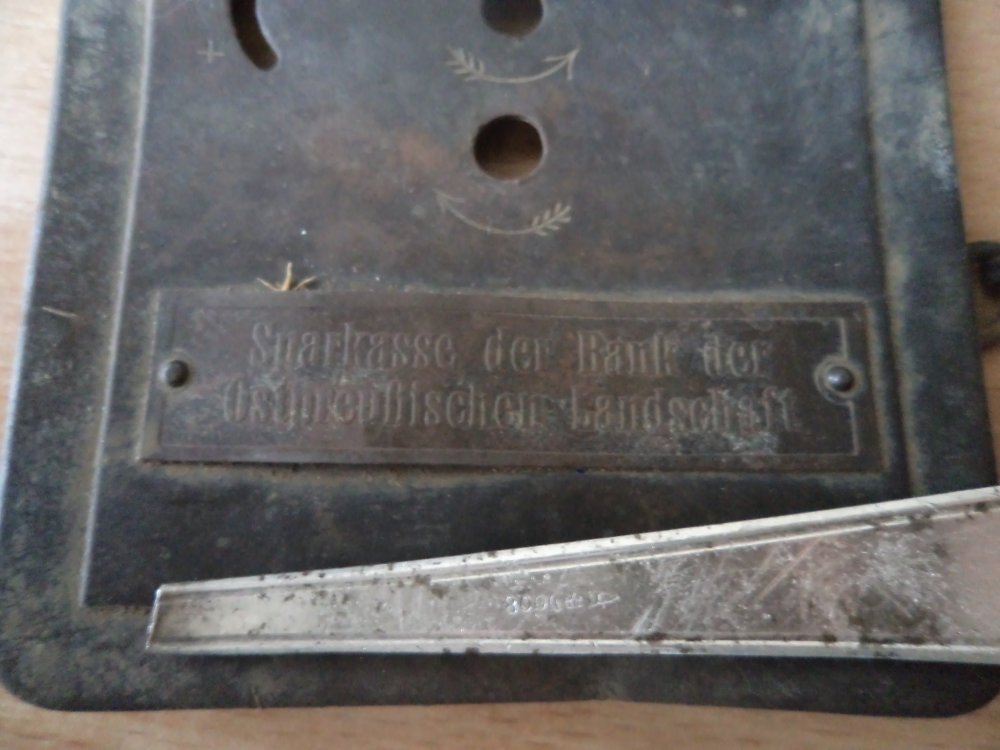 +
Sparkasse der Bank der
Ostpreußischen Landschaft